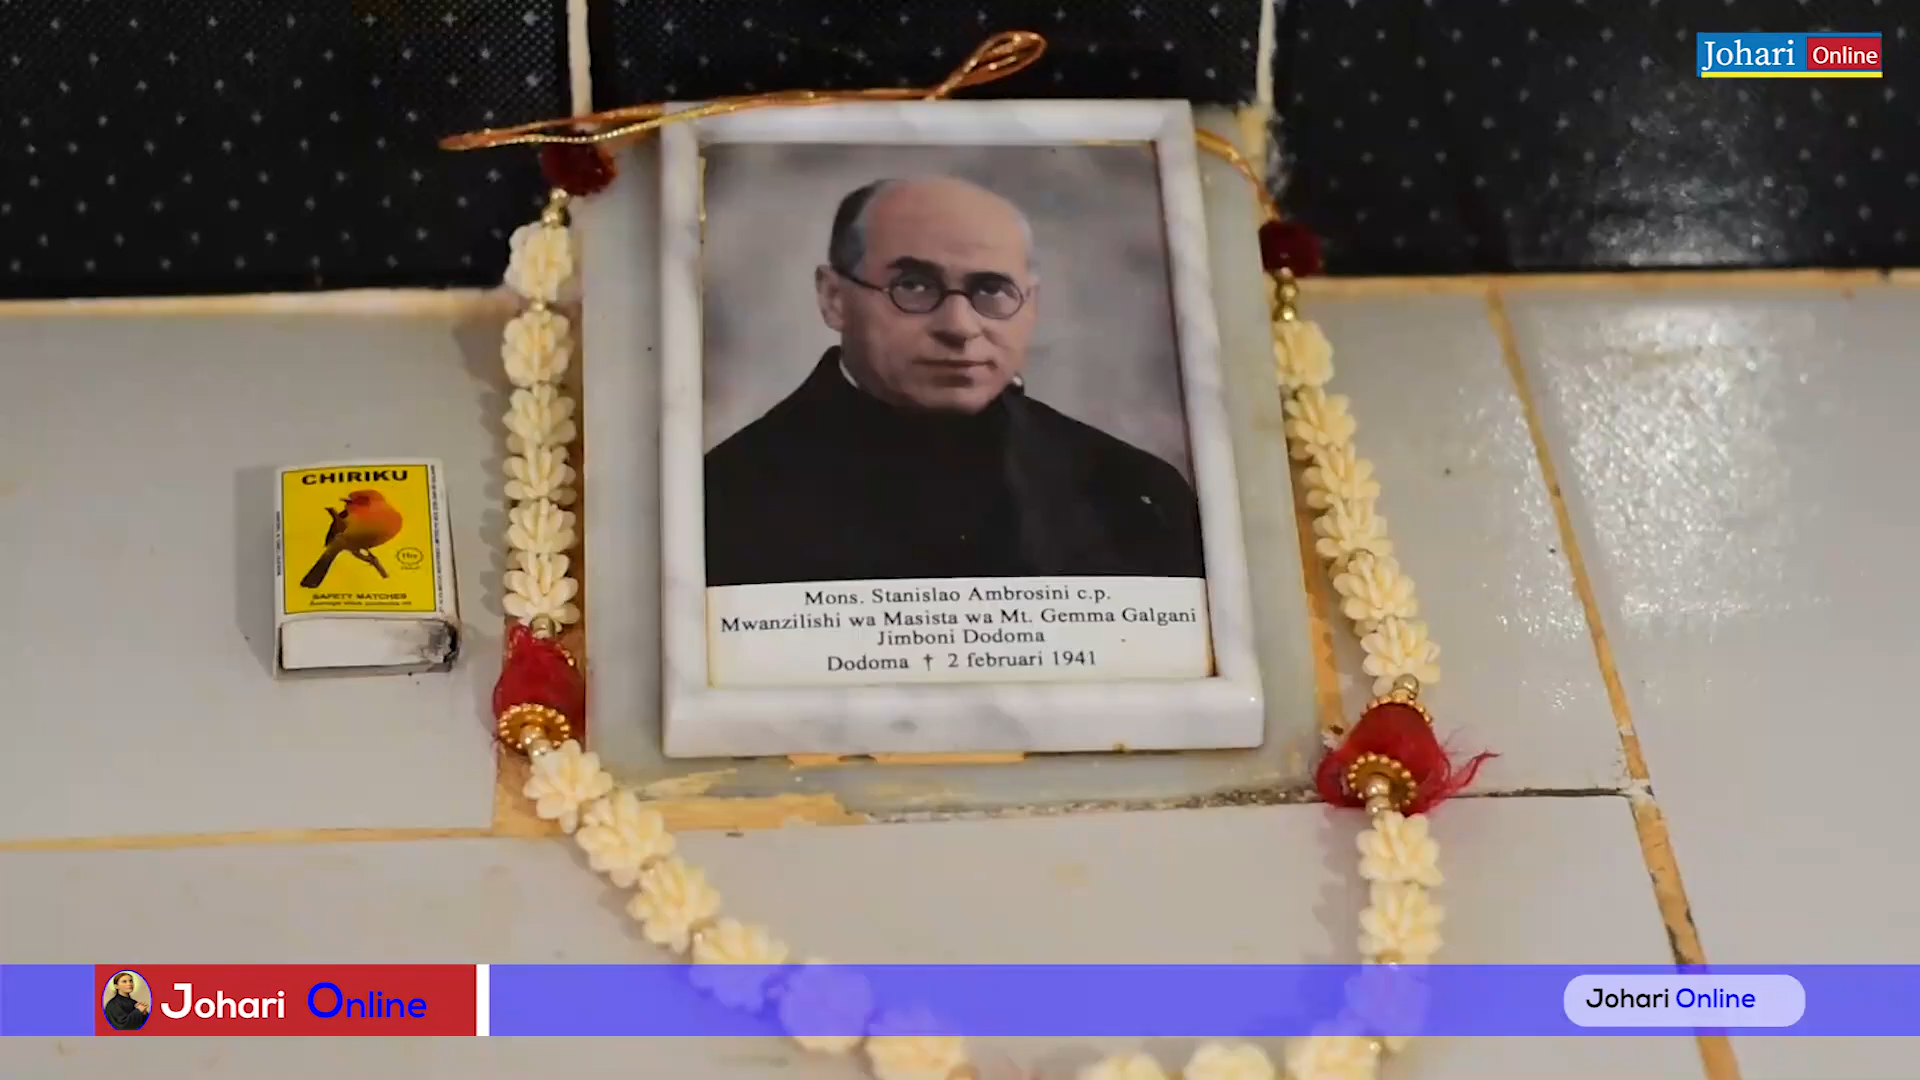 Johari Online
CHIRIKU
SAFETY MATCHES
Mons. Stanislao Ambrosini c.p.
Mwanzilishi wa Masista wa Mt. Gemma Galgani
Jimboni Dodoma
Dodoma † 2 februari 1941
Johari Online
Johari Online